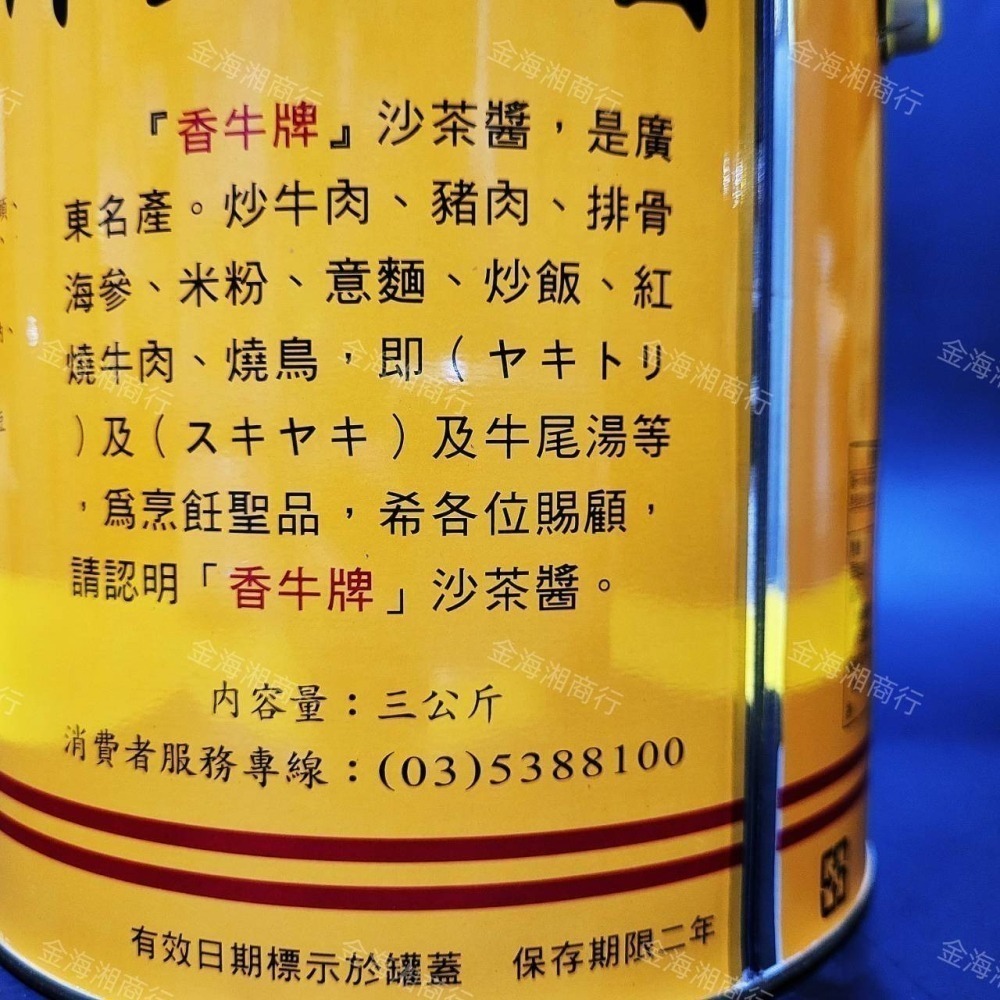 『香牛牌』沙茶醬，是廣
東名產。炒牛肉、豬肉、排骨
海參、米粉、意麵、炒飯、紅
燒牛肉、燒鳥，即（ヤキトリ
）及（スキヤキ）及牛尾湯等
，爲烹飪聖品，希各位賜顧，
請認明「香牛牌」沙茶醬。
内容量：三公斤
消費者服務專線：(03)5388100
有效日期標示於罐蓋 保存期限二年
金海湘商行